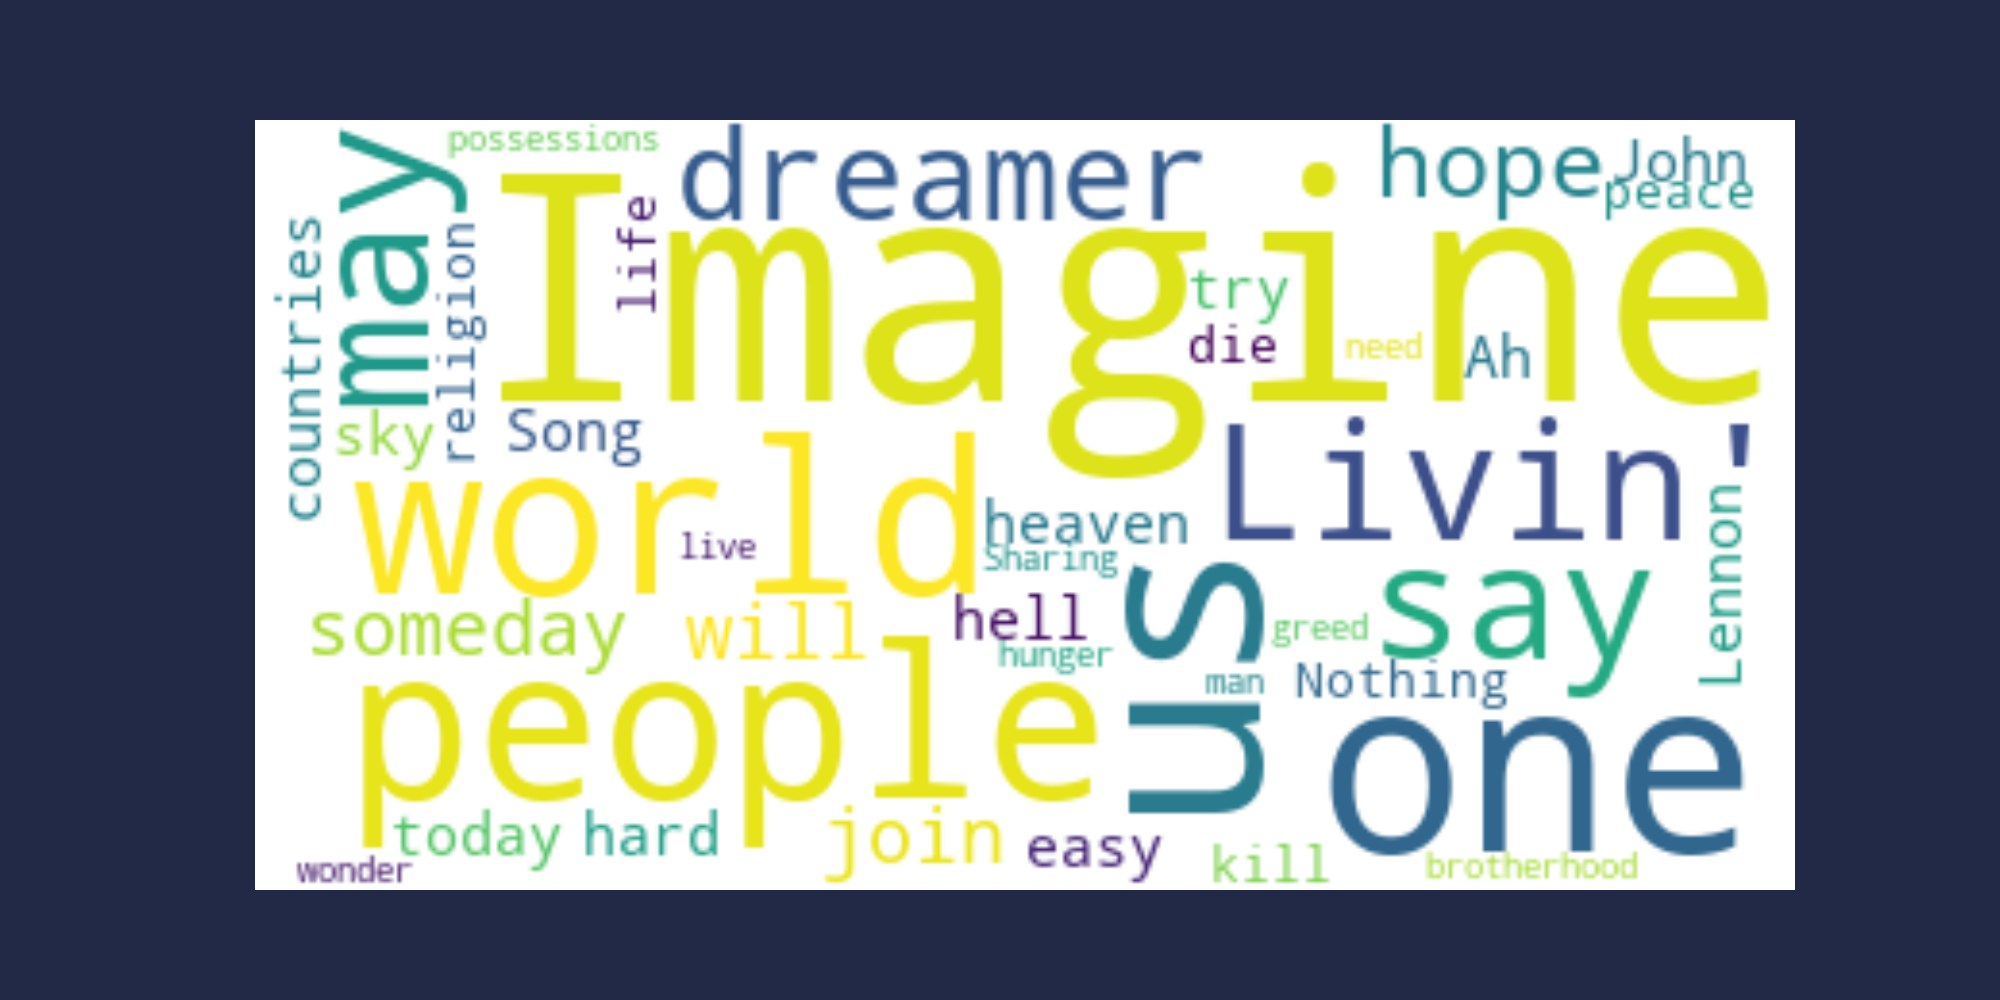 possessions
dreamer
hope
John
peace
may
Imagine
life
countries
religion
try
die
need
Ah
sky
Song
world
Livin'
live
heaven
Sharing
Lennon
us
say
someday
will
hell
greed
hunger
Nothing
man
people
one
today
hard
join
easy
kill
brotherhood
wonder